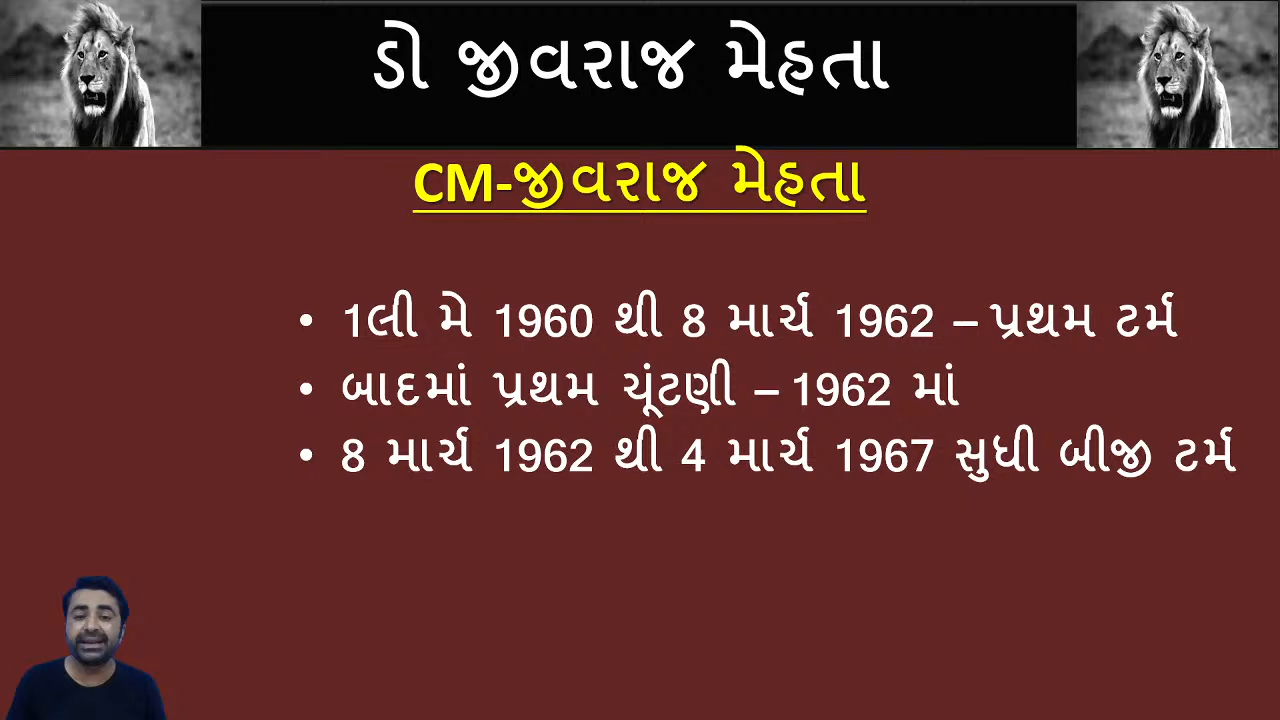 ડો જીવરાજ મેહતા
CM-જીવરાજ મેહતા
• 1લી મે 1960 થી 8 માર્ચ 1962 – પ્રથમ ટર્મ
• બાદમાં પ્રથમ ચૂંટણી – 1962 માં
• 8 માર્ચ 1962 થી 4 માર્ચ 1967 સુધી બીજી ટર્મ